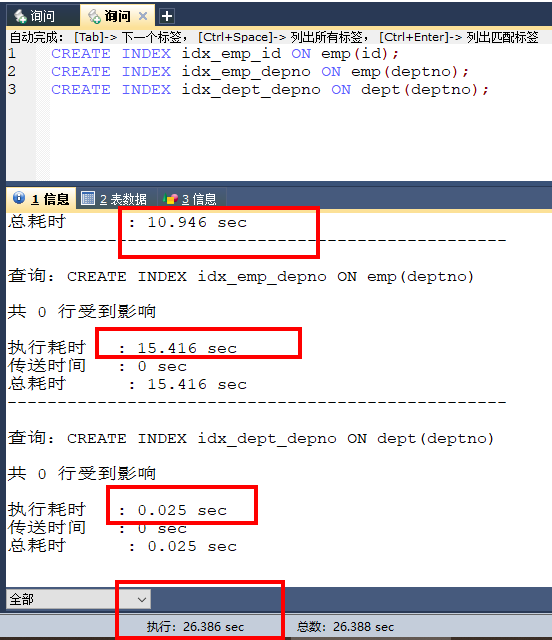 询问 询问
自动完成： [Tab]-> 下一个标签， [Ctrl+Space]-> 列出所有标签， [Ctrl+Enter]-> 列出匹配标签
1 CREATE INDEX idx_emp_id ON emp(id);
2 CREATE INDEX idx_emp_depno ON emp(deptno);
3 CREATE INDEX idx_dept_depno ON dept(deptno);
1 信息 2 表数据 3 信息
总耗时 : 10.946 sec
--------------------------------------------------
查询: CREATE INDEX idx_emp_depno ON emp(deptno)
共 0 行受到影响
执行耗时 : 15.416 sec
传送时间 : 0 sec
总耗时 : 15.416 sec
--------------------------------------------------
查询: CREATE INDEX idx_dept_depno ON dept(deptno)
共 0 行受到影响
执行耗时 : 0.025 sec
传送时间 : 0 sec
总耗时 : 0.025 sec
全部
执行: 26.386 sec 总数: 26.388 sec